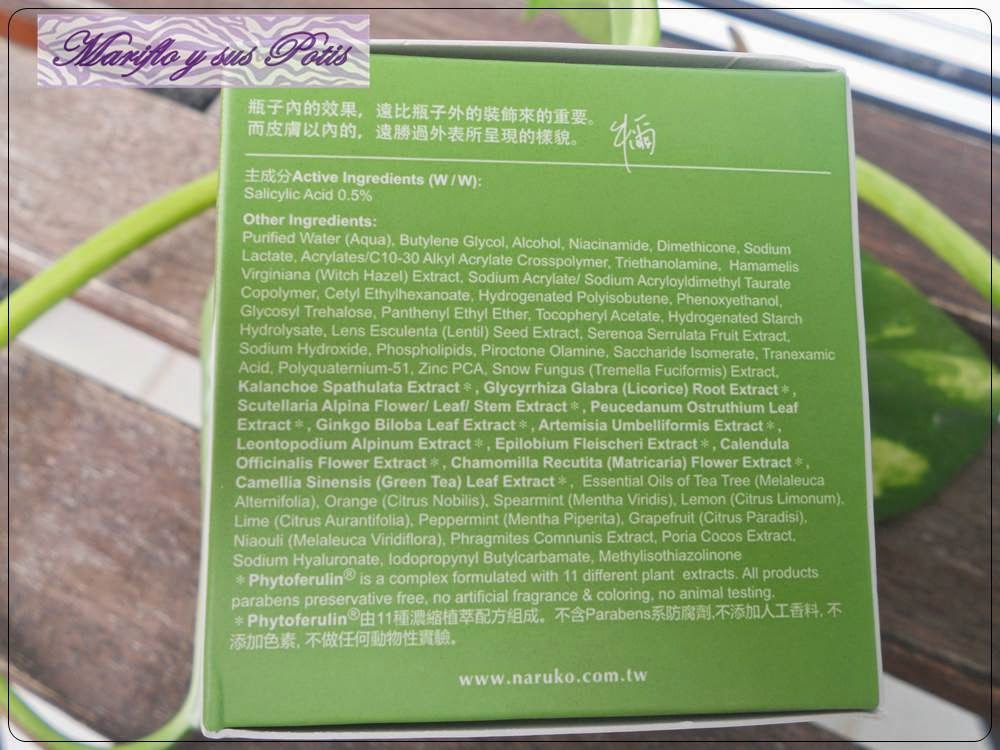 Mariflo y sus Potis
瓶子內的效果，遠比瓶子外的裝飾來的重要。
而皮膚以內的，遠勝過外表所呈現的樣貌。
牛爾
主成分Active Ingredients (W / W):
Salicylic Acid 0.5%
Other Ingredients:
Purified Water (Aqua), Butylene Glycol, Alcohol, Niacinamide, Dimethicone, Sodium
Lactate, Acrylates/C10-30 Alkyl Acrylate Crosspolymer, Triethanolamine, Hamamelis
Virginiana (Witch Hazel) Extract, Sodium Acrylate/ Sodium Acryloyldimethyl Taurate
Copolymer, Cetyl Ethylhexanoate, Hydrogenated Polyisobutene, Phenoxyethanol,
Glycosyl Trehalose, Panthenyl Ethyl Ether, Tocopheryl Acetate, Hydrogenated Starch
Hydrolysate, Lens Esculenta (Lentil) Seed Extract, Serenoa Serrulata Fruit Extract,
Sodium Hydroxide, Phospholipids, Piroctone Olamine, Saccharide Isomerate, Tranexamic
Acid, Polyquaternium-51, Zinc PCA, Snow Fungus (Tremella Fuciformis) Extract,
Kalanchoe Spathulata Extract＊, Glycyrrhiza Glabra (Licorice) Root Extract＊,
Scutellaria Alpina Flower/ Leaf/ Stem Extract＊, Peucedanum Ostruthium Leaf
Extract＊, Ginkgo Biloba Leaf Extract＊, Artemisia Umbelliformis Extract＊,
Leontopodium Alpinum Extract＊, Epilobium Fleischeri Extract＊, Calendula
Officinalis Flower Extract＊, Chamomilla Recutita (Matricaria) Flower Extract＊,
Camellia Sinensis (Green Tea) Leaf Extract＊, Essential Oils of Tea Tree (Melaleuca
Alternifolia), Orange (Citrus Nobilis), Spearmint (Mentha Viridis), Lemon (Citrus Limonum),
Lime (Citrus Aurantifolia), Peppermint (Mentha Piperita), Grapefruit (Citrus Paradisi),
Niaouli (Melaleuca Viridiflora), Phragmites Comnunis Extract, Poria Cocos Extract,
Sodium Hyaluronate, Iodopropynyl Butylcarbamate, Methylisothiazolinone
＊Phytoferulin® is a complex formulated with 11 different plant extracts. All products
parabens preservative free, no artificial fragrance & coloring, no animal testing.
＊Phytoferulin®由11種濃縮植萃配方組成。不含Parabens系防腐劑,不添加人工香料, 不
添加色素, 不做任何動物性實驗。
www.naruko.com.tw